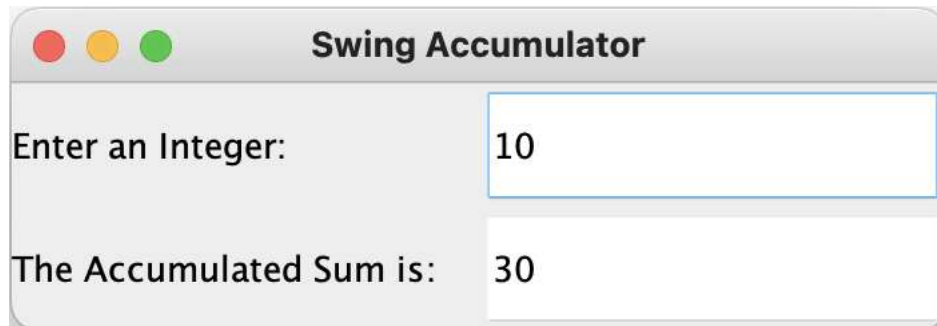 Swing Accumulator
Enter an Integer: 10
The Accumulated Sum is: 30